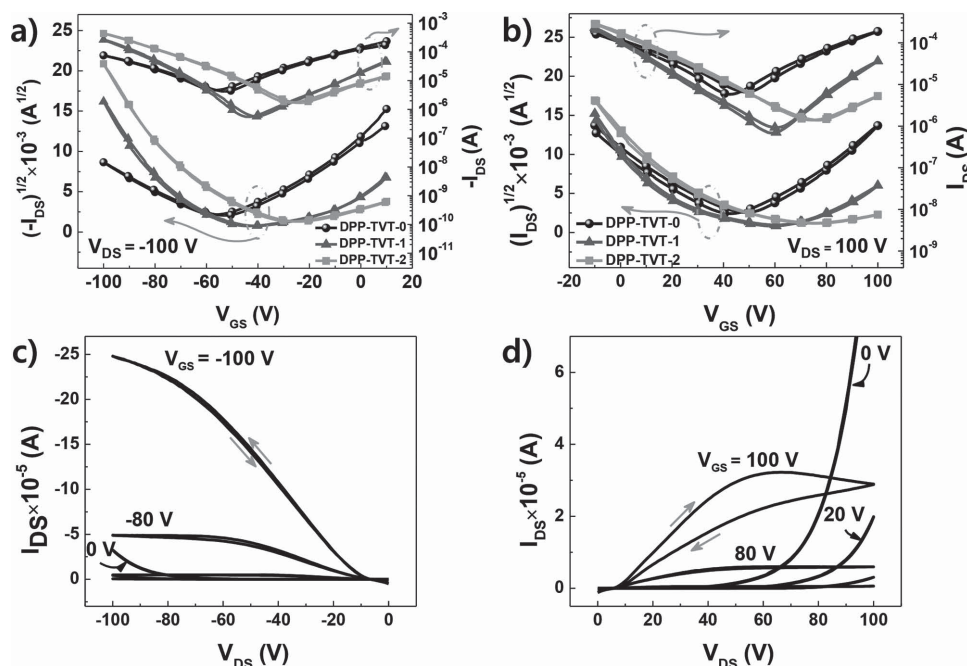 a)
(-I_DS)^1/2 ×10^-3 (A^1/2)
25
20
15
10
5
0
10^-3
10^-4
10^-5
10^-6
10^-7
10^-8
10^-9
10^-10
10^-11
-I_DS (A)
DPP-TVT-0
DPP-TVT-1
DPP-TVT-2
V_DS = -100 V
-100 -80 -60 -40 -20 0 20
V_GS (V)
b)
(I_DS)^1/2 ×10^-3 (A^1/2)
25
20
15
10
5
0
10^-4
10^-5
10^-6
10^-7
10^-8
10^-9
I_DS (A)
DPP-TVT-0
DPP-TVT-1
DPP-TVT-2
V_DS = 100 V
-20 0 20 40 60 80 100
V_GS (V)
c)
I_DS×10^-5 (A)
-25
-20
-15
-10
-5
0
V_GS = -100 V
-80 V
0 V
-100 -80 -60 -40 -20 0
V_DS (V)
d)
I_DS×10^-5 (A)
6
4
2
0
0 V
V_GS = 100 V
20 V
80 V
0 20 40 60 80 100
V_DS (V)